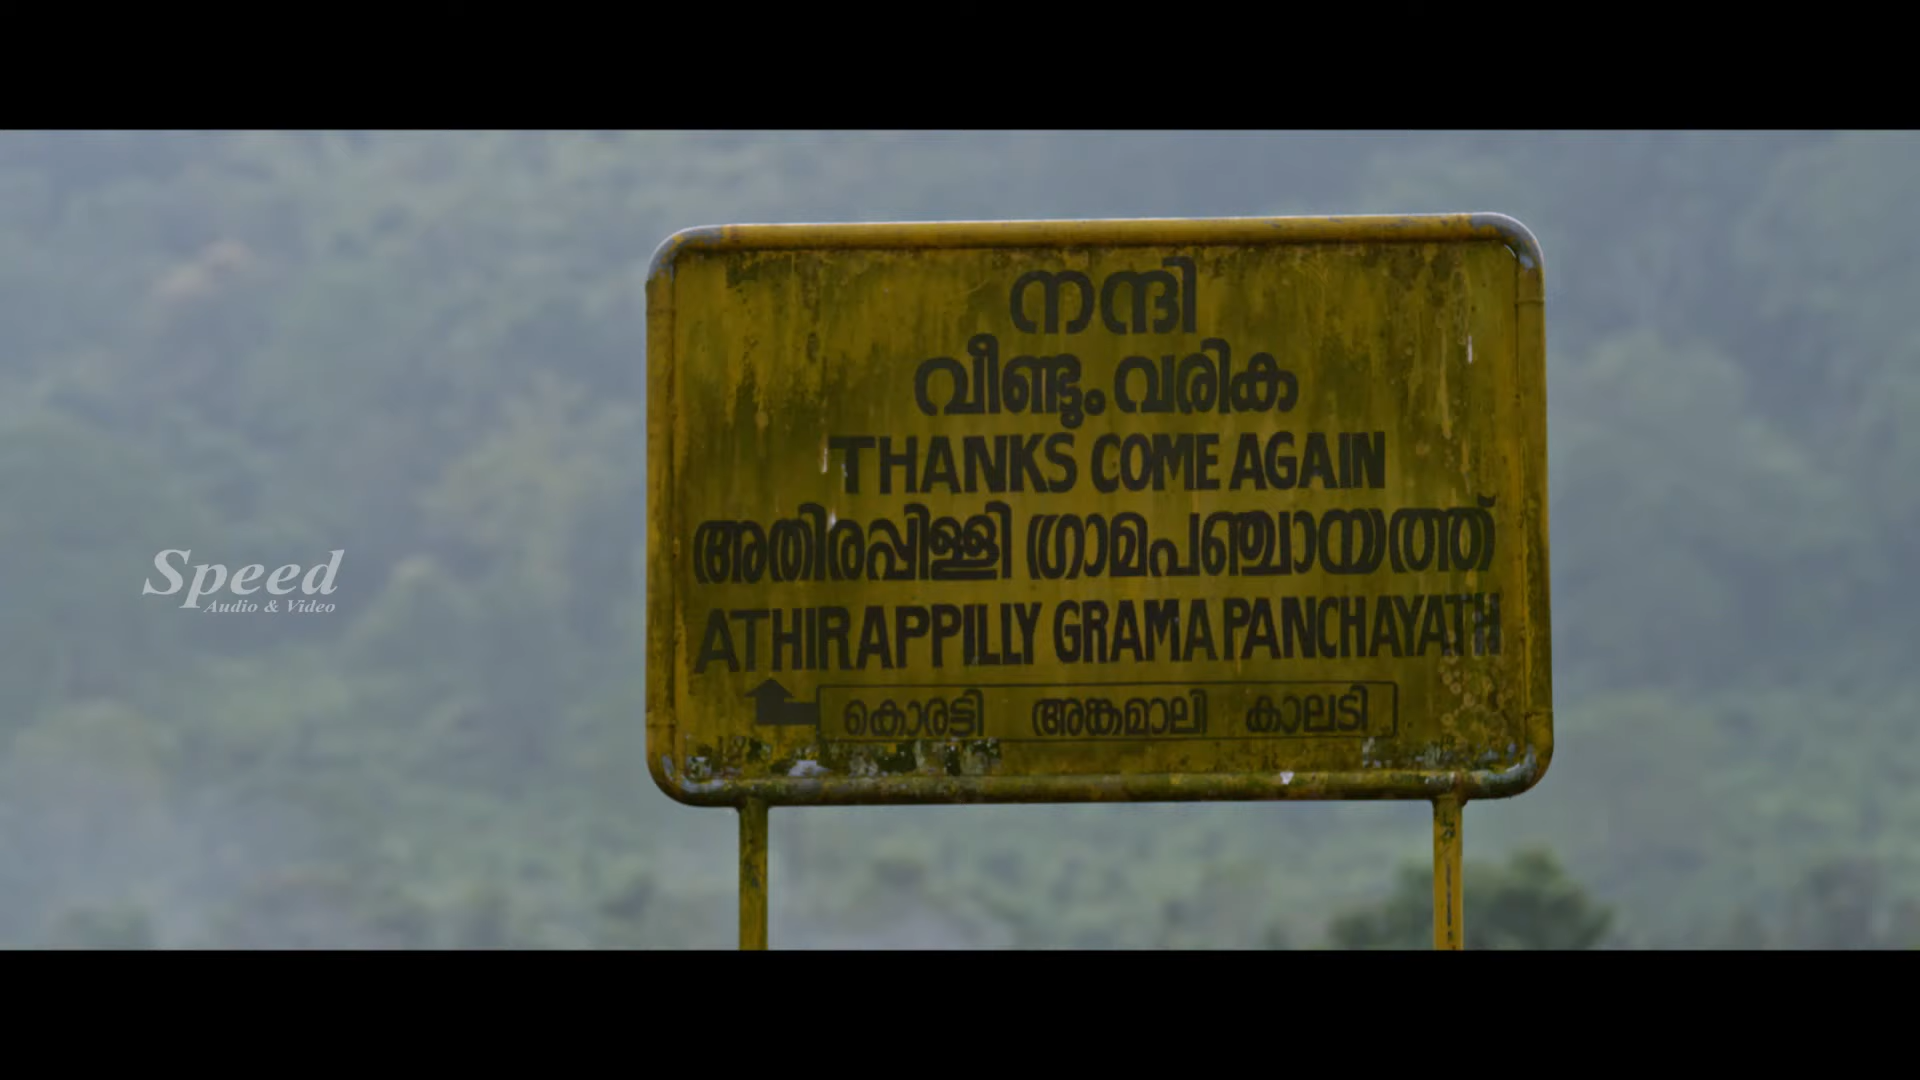 നന്ദി
വീണ്ടും വരിക
THANKS COME AGAIN
അതിരപ്പിള്ളി ഗ്രാമപഞ്ചായത്ത്
ATHIRAPPILLY GRAMA PANCHAYATH
കൊരട്ടി അങ്കമാലി കാലടി
Speed
Audio & Video